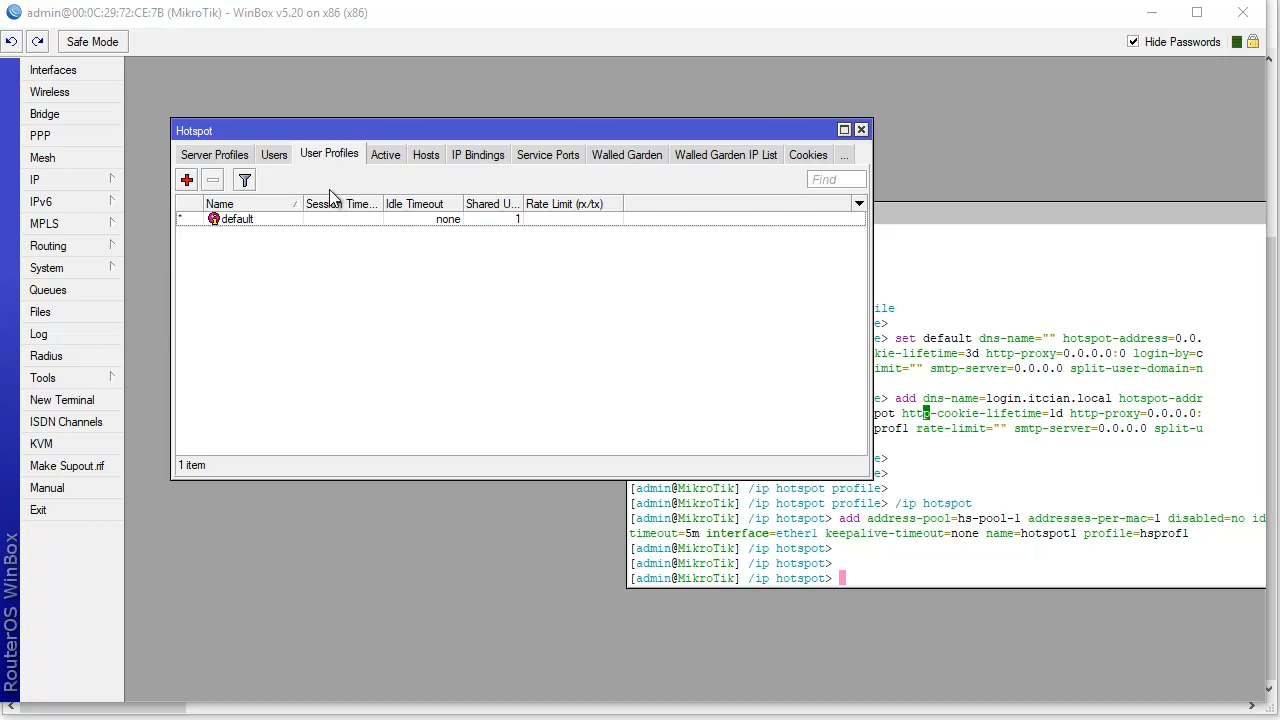 admin@00:0C:29:72:CE:7B (MikroTik) - WinBox v5.20 on x86 (x86)
Safe Mode
Hide Passwords
Interfaces
Wireless
Bridge
PPP
Mesh
IP
IPv6
MPLS
Routing
System
Queues
Files
Log
Radius
Tools
New Terminal
ISDN Channels
KVM
Make Supout.rif
Manual
Exit
RouterOS WinBox
Hotspot
Server Profiles Users User Profiles Active Hosts IP Bindings Service Ports Walled Garden Walled Garden IP List Cookies ...
Find
Name Session Time... Idle Timeout Shared U... Rate Limit (rx/tx)
* default none 1
1 item
ile
e>
e> set default dns-name="" hotspot-address=0.0.
kie-lifetime=3d http-proxy=0.0.0.0:0 login-by=c
imit="" smtp-server=0.0.0.0 split-user-domain=n
e> add dns-name=login.itcian.local hotspot-addr
pot http-cookie-lifetime=1d http-proxy=0.0.0.0:
prof1 rate-limit="" smtp-server=0.0.0.0 split-u
e>
e>
[admin@MikroTik] /ip hotspot profile>
[admin@MikroTik] /ip hotspot profile> /ip hotspot
[admin@MikroTik] /ip hotspot> add address-pool=hs-pool-1 addresses-per-mac=1 disabled=no id
timeout=5m interface=ether1 keepalive-timeout=none name=hotspot1 profile=hsprof1
[admin@MikroTik] /ip hotspot>
[admin@MikroTik] /ip hotspot>
[admin@MikroTik] /ip hotspot>